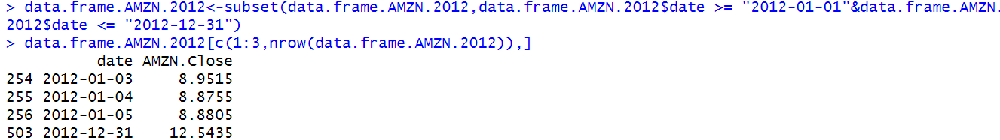 > data.frame.AMZN.2012<-subset(data.frame.AMZN.2012,data.frame.AMZN.2012$date >= "2012-01-01"&data.frame.AMZN.
2012$date <= "2012-12-31")
> data.frame.AMZN.2012[c(1:3,nrow(data.frame.AMZN.2012)),]
          date AMZN.Close
254 2012-01-03     8.9515
255 2012-01-04     8.8755
256 2012-01-05     8.8805
503 2012-12-31    12.5435